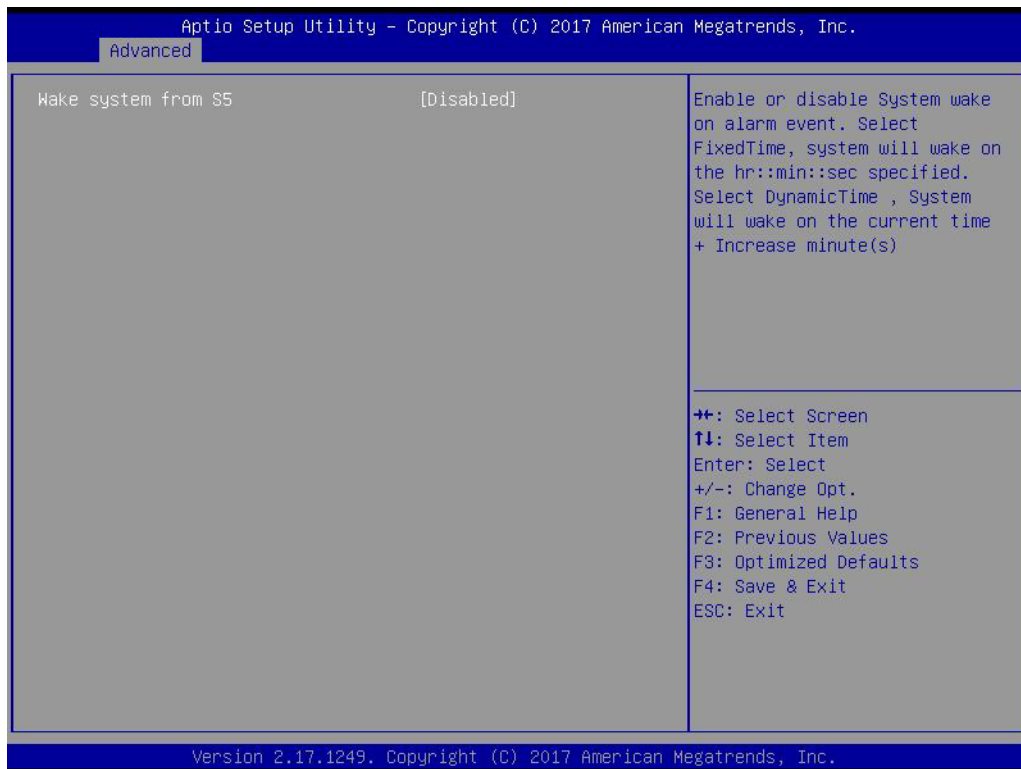 Aptio Setup Utility – Copyright (C) 2017 American Megatrends, Inc.
Advanced
Wake system from S5 [Disabled]
Enable or disable System wake
on alarm event. Select
FixedTime, system will wake on
the hr::min::sec specified.
Select DynamicTime , System
will wake on the current time
+ Increase minute(s)
→←: Select Screen
↑↓: Select Item
Enter: Select
+/-: Change Opt.
F1: General Help
F2: Previous Values
F3: Optimized Defaults
F4: Save & Exit
ESC: Exit
Version 2.17.1249. Copyright (C) 2017 American Megatrends, Inc.